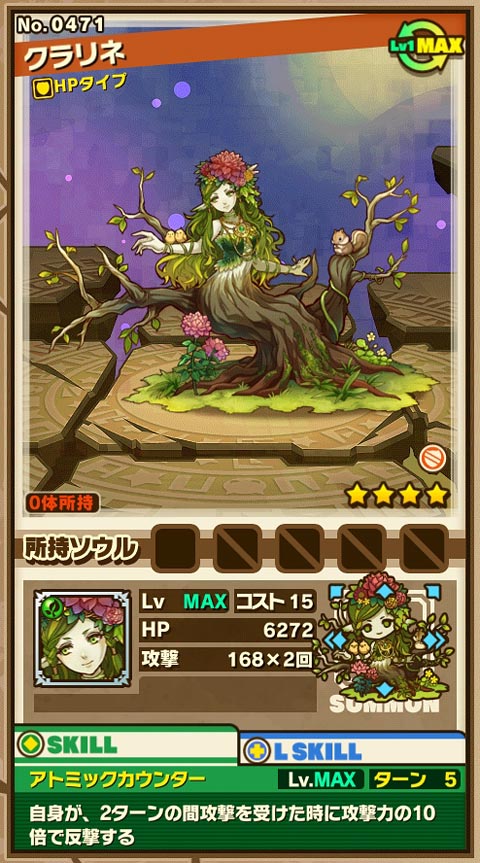 No.0471
クラリネ
HPタイプ
Lv1 MAX
0体所持
所持ソウル
Lv MAX コスト 15
HP 6272
攻撃 168×2回
SUMMON
SKILL
L SKILL
アトミックカウンター Lv.MAX ターン 5
自身が、2ターンの間攻撃を受けた時に攻撃力の10
倍で反撃する